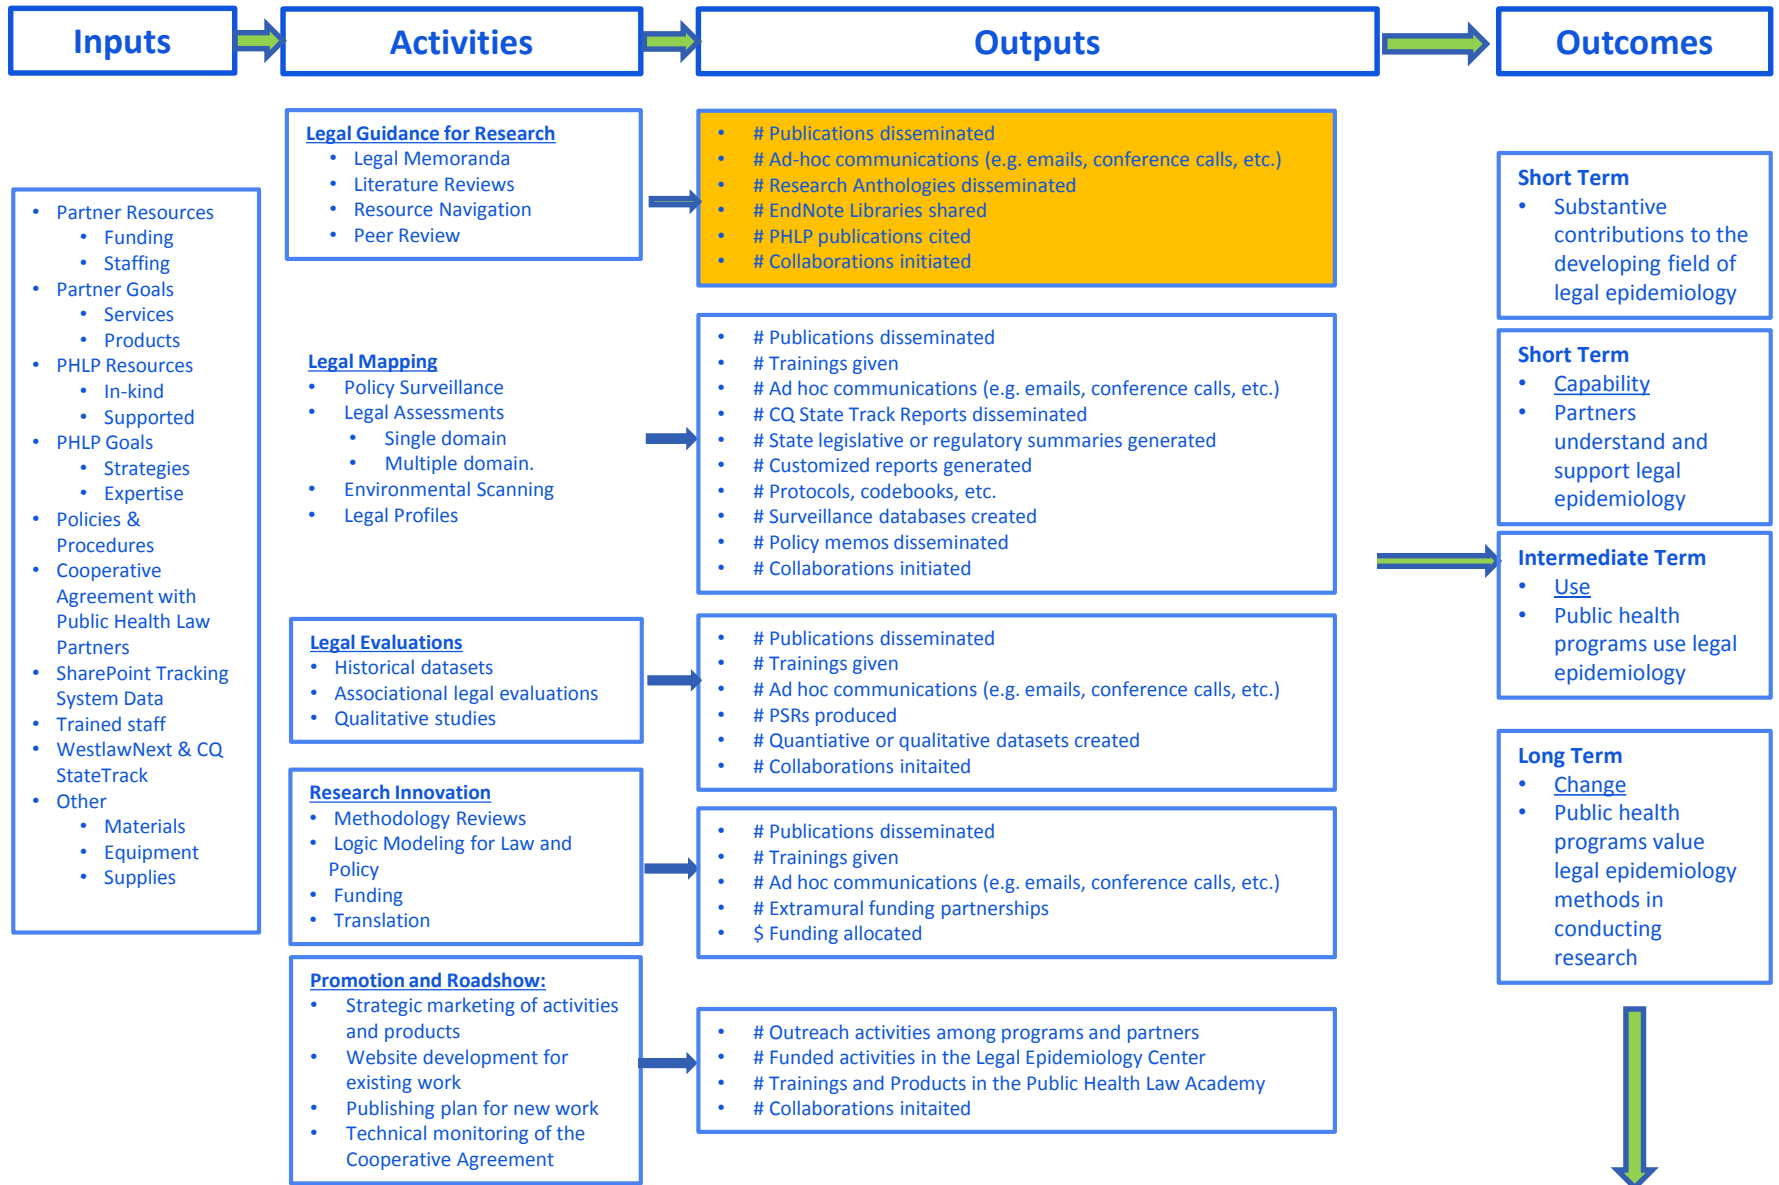 Inputs
Activities
Outputs
Outcomes
• Partner Resources
• Funding
• Staffing
• Partner Goals
• Services
• Products
• PHLP Resources
• In-kind
• Supported
• PHLP Goals
• Strategies
• Expertise
• Policies &
Procedures
• Cooperative
Agreement with
Public Health Law
Partners
• SharePoint Tracking
System Data
• Trained staff
• WestlawNext & CQ
StateTrack
• Other
• Materials
• Equipment
• Supplies
Legal Guidance for Research
• Legal Memoranda
• Literature Reviews
• Resource Navigation
• Peer Review
Legal Mapping
• Policy Surveillance
• Legal Assessments
• Single domain
• Multiple domain.
• Environmental Scanning
• Legal Profiles
Legal Evaluations
• Historical datasets
• Associational legal evaluations
• Qualitative studies
Research Innovation
• Methodology Reviews
• Logic Modeling for Law and
Policy
• Funding
• Translation
Promotion and Roadshow:
• Strategic marketing of activities
and products
• Website development for
existing work
• Publishing plan for new work
• Technical monitoring of the
Cooperative Agreement
• # Publications disseminated
• # Ad-hoc communications (e.g. emails, conference calls, etc.)
• # Research Anthologies disseminated
• # EndNote Libraries shared
• # PHLP publications cited
• # Collaborations initiated
• # Publications disseminated
• # Trainings given
• # Ad hoc communications (e.g. emails, conference calls, etc.)
• # CQ State Track Reports disseminated
• # State legislative or regulatory summaries generated
• # Customized reports generated
• # Protocols, codebooks, etc.
• # Surveillance databases created
• # Policy memos disseminated
• # Collaborations initiated
• # Publications disseminated
• # Trainings given
• # Ad hoc communications (e.g. emails, conference calls, etc.)
• # PSRs produced
• # Quantiative or qualitative datasets created
• # Collaborations initaited
• # Publications disseminated
• # Trainings given
• # Ad hoc communications (e.g. emails, conference calls, etc.)
• # Extramural funding partnerships
• $ Funding allocated
• # Outreach activities among programs and partners
• # Funded activities in the Legal Epidemiology Center
• # Trainings and Products in the Public Health Law Academy
• # Collaborations initaited
Short Term
• Substantive
contributions to the
developing field of
legal epidemiology
Short Term
• Capability
• Partners
understand and
support legal
epidemiology
Intermediate Term
• Use
• Public health
programs use legal
epidemiology
Long Term
• Change
• Public health
programs value
legal epidemiology
methods in
conducting
research